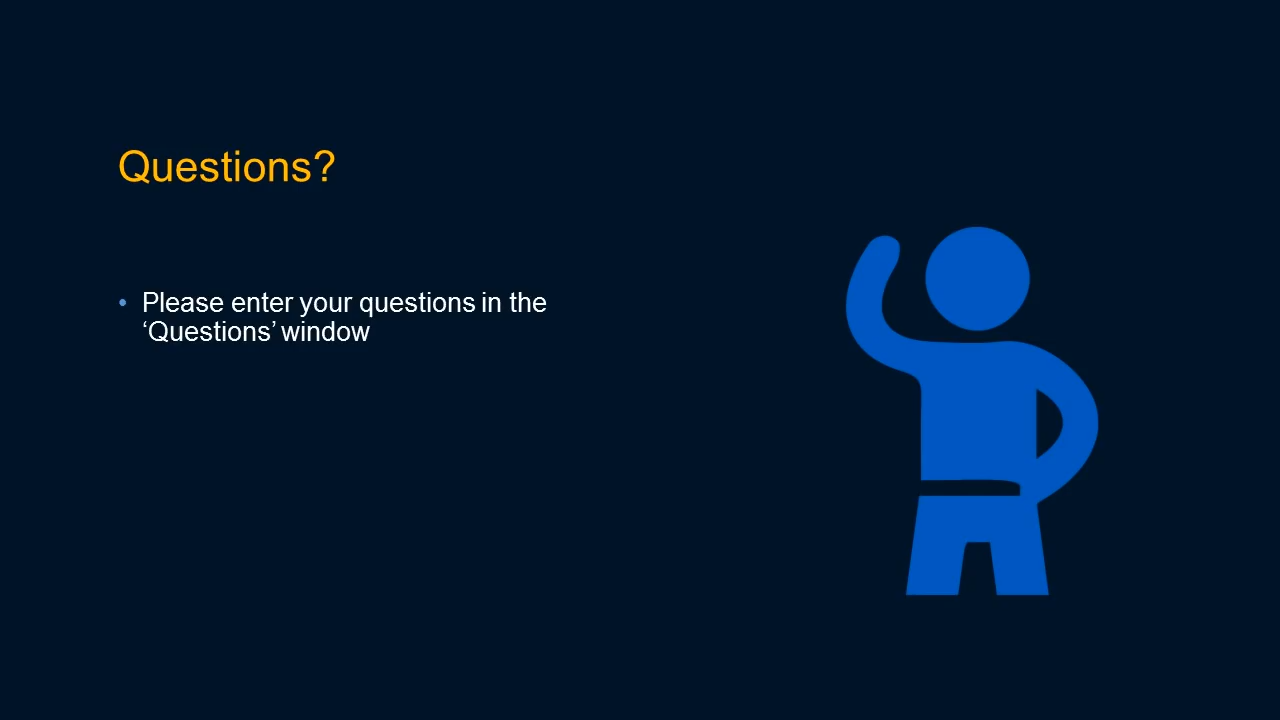 Questions?
• Please enter your questions in the
‘Questions’ window